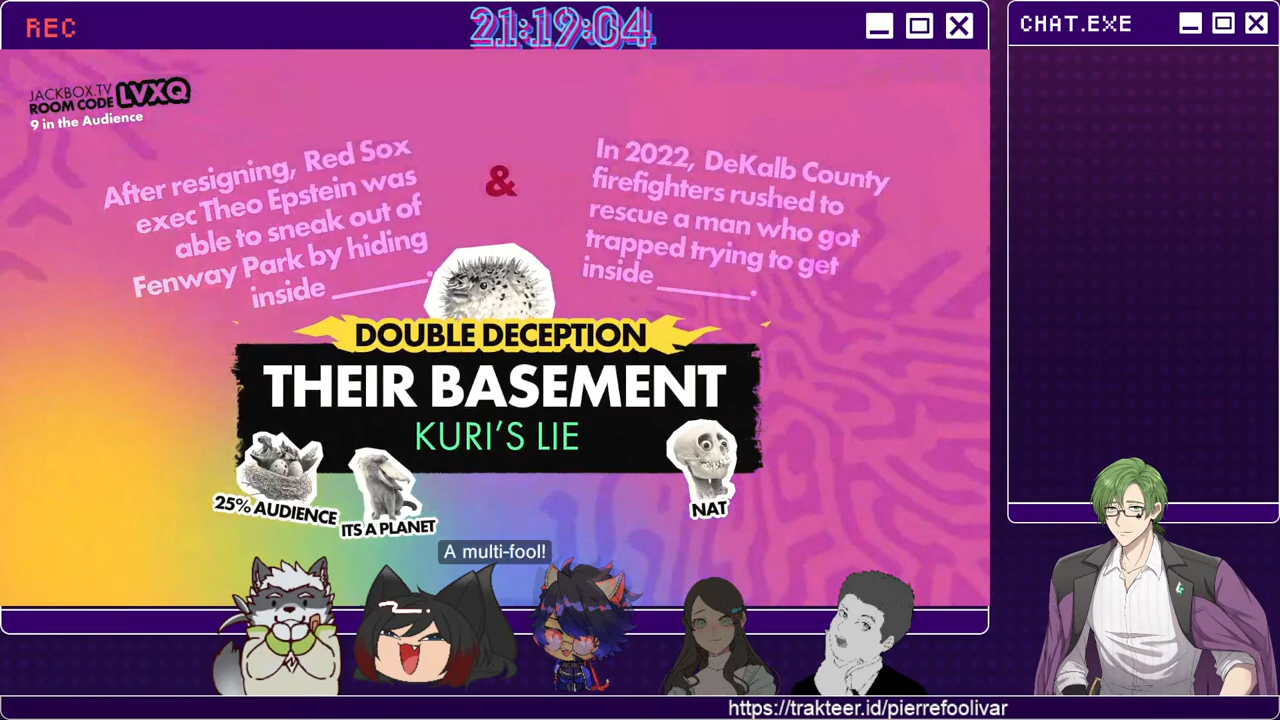 REC
21:19:04
CHAT.EXE
JACKBOX.TV
ROOM CODE LVXQ
9 in the Audience
After resigning, Red Sox
exec Theo Epstein was
able to sneak out of
Fenway Park by hiding
inside ________.
&
In 2022, DeKalb County
firefighters rushed to
rescue a man who got
trapped trying to get
inside ________.
DOUBLE DECEPTION
THEIR BASEMENT
KURI'S LIE
25% AUDIENCE
ITS A PLANET
NAT
A multi-fool!
https://trakteer.id/pierrefoolivar